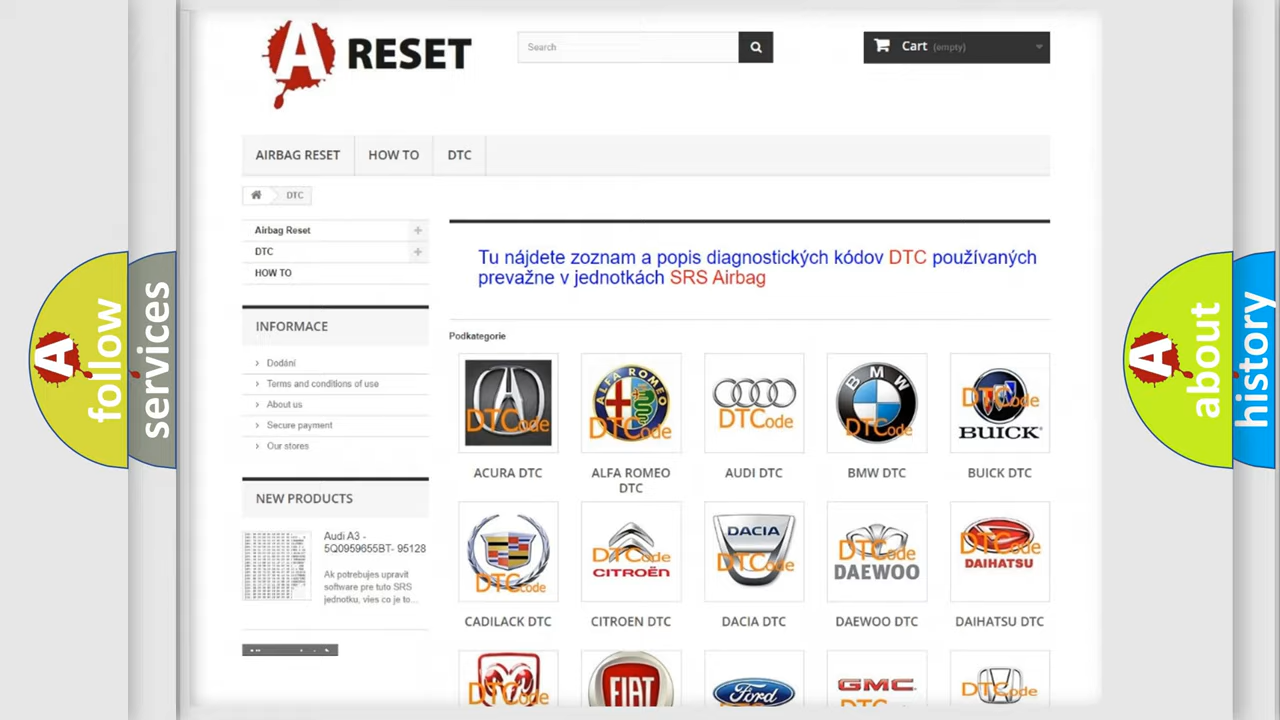 A RESET
Search
Cart (empty)
AIRBAG RESET
HOW TO
DTC
DTC
Airbag Reset
DTC
HOW TO
INFORMACE
Dodání
Terms and conditions of use
About us
Secure payment
Our stores
NEW PRODUCTS
Audi A3 -
5Q0959655BT- 95128
Ak potrebujes upravit
software pre tuto SRS
jednotku, vies co je to...
Tu nájdete zoznam a popis diagnostických kódov DTC používaných
prevažne v jednotkách SRS Airbag
Podkategorie
DTCode
ALFA ROMEO
DTCode
DTCode
BMW
DTCode
DTCode
BUICK
ACURA DTC
ALFA ROMEO
DTC
AUDI DTC
BMW DTC
BUICK DTC
DTCode
DTCode
CITROËN
DACIA
DTCode
DTCode
DAEWOO
DTCode
DAIHATSU
CADILACK DTC
CITROEN DTC
DACIA DTC
DAEWOO DTC
DAIHATSU DTC
DTCode
FIAT
Ford
GMC
DTCode
A follow
services
A about
history